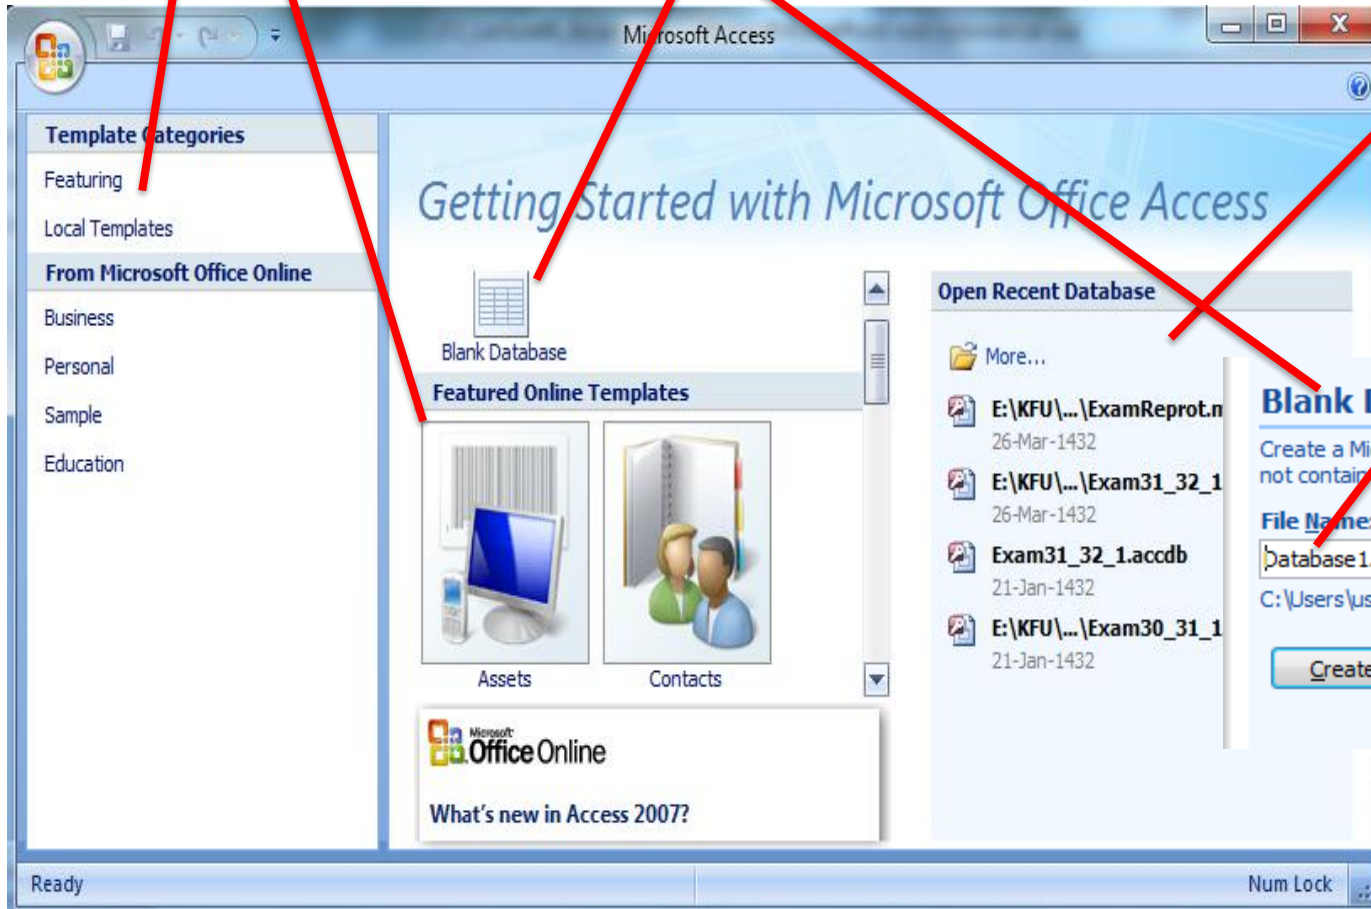 Microsoft Access
Template Categories
Featuring
Local Templates
From Microsoft Office Online
Business
Personal
Sample
Education
Getting Started with Microsoft Office Access
Blank Database
Featured Online Templates
Assets
Contacts
Microsoft
Office Online
What's new in Access 2007?
Open Recent Database
More...
E:\KFU\...\ExamReprot.m
26-Mar-1432
E:\KFU\...\Exam31_32_1
26-Mar-1432
Exam31_32_1.accdb
21-Jan-1432
E:\KFU\...\Exam30_31_1
21-Jan-1432
Blank
Create a Mi
not contain
File Name:
Database1.
C:\Users\us
Create
Ready
Num Lock